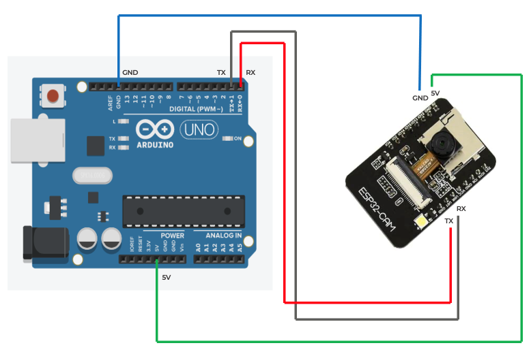 GND
TX
RX
AREF
GND
13
12
~11
~10
~9
8
7
~6
~5
4
~3
2
TX→1
RX←0
DIGITAL (PWM~)
L
TX
RX
UNO
ON
ARDUINO
POWER
ANALOG IN
IOREF
RESET
3.3V
5V
GND
GND
Vin
A0
A1
A2
A3
A4
A5
5V
GND
5V
ESP32-CAM
RX
TX